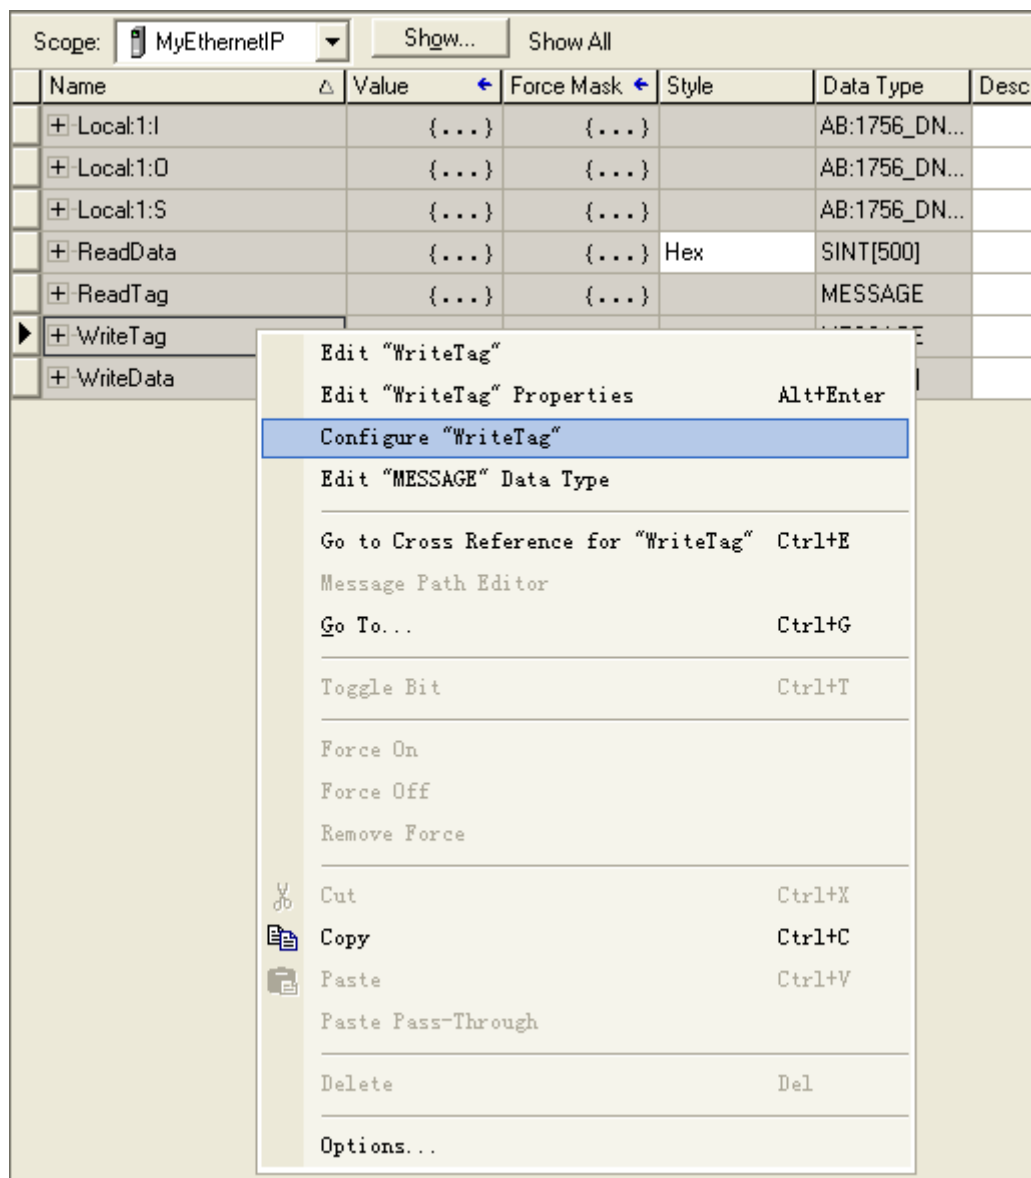 Scope: MyEthernetIP Show... Show All
Name Value Force Mask Style Data Type Desc
Local:1:I {...} {...} AB:1756_DN...
Local:1:O {...} {...} AB:1756_DN...
Local:1:S {...} {...} AB:1756_DN...
ReadData {...} {...} Hex SINT[500]
ReadTag {...} {...} MESSAGE
WriteTag
WriteData
Edit "WriteTag"
Edit "WriteTag" Properties Alt+Enter
Configure "WriteTag"
Edit "MESSAGE" Data Type
Go to Cross Reference for "WriteTag" Ctrl+E
Message Path Editor
Go To... Ctrl+G
Toggle Bit Ctrl+T
Force On
Force Off
Remove Force
Cut Ctrl+X
Copy Ctrl+C
Paste Ctrl+V
Paste Pass-Through
Delete Del
Options...